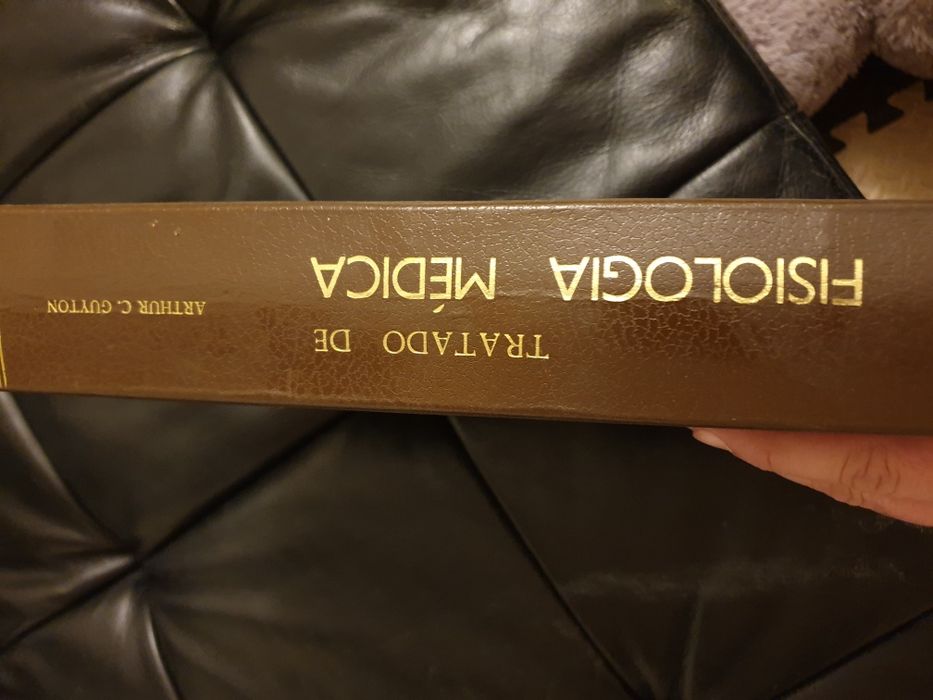 TRATADO DE
FISIOLOGIA MÉDICA
ARTHUR C. GUYTON